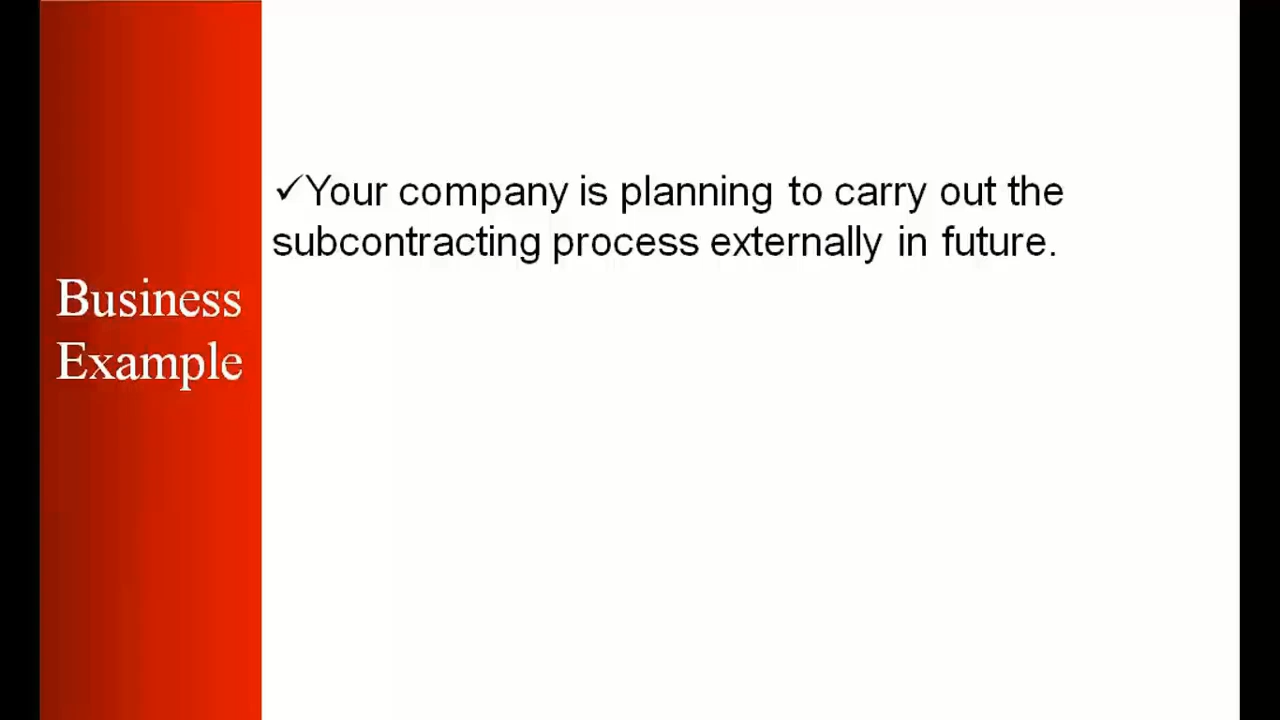 Business
Example
✓Your company is planning to carry out the
subcontracting process externally in future.